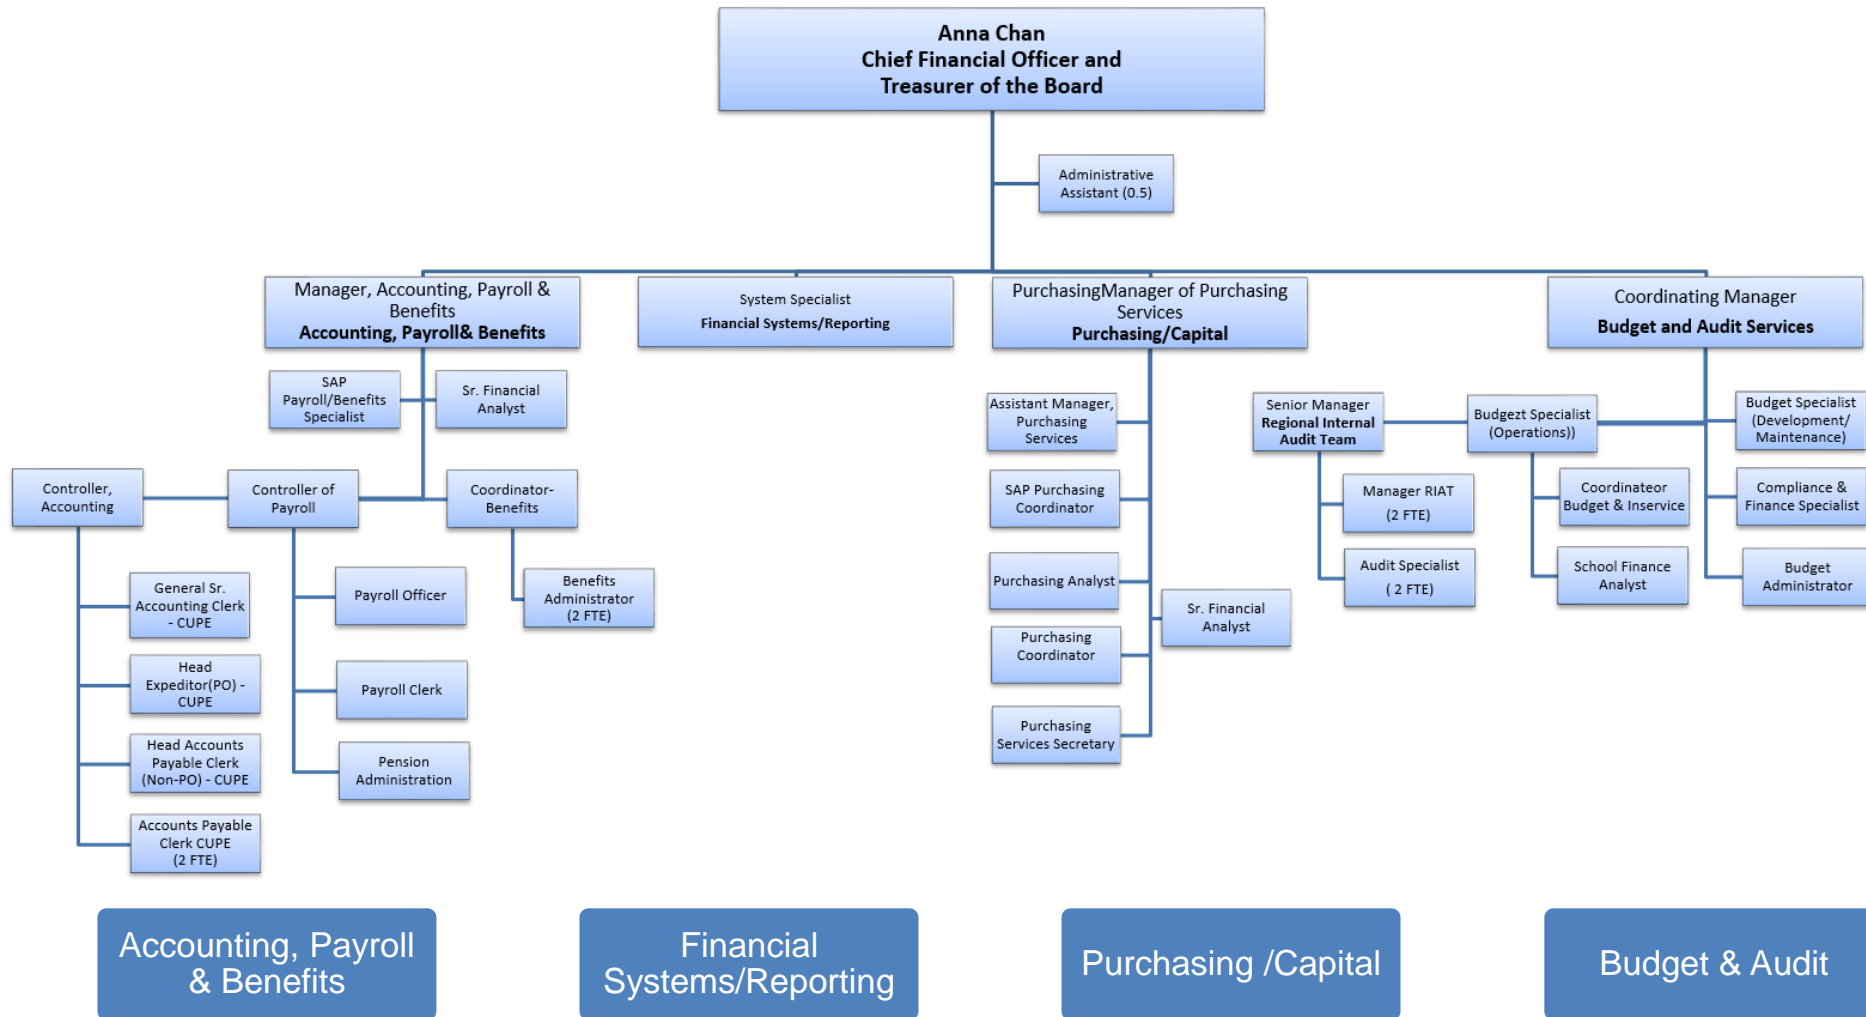 Anna Chan
Chief Financial Officer and
Treasurer of the Board
Administrative
Assistant (0.5)
Manager, Accounting, Payroll &
Benefits
Accounting, Payroll& Benefits
System Specialist
Financial Systems/Reporting
PurchasingManager of Purchasing
Services
Purchasing/Capital
Coordinating Manager
Budget and Audit Services
SAP
Payroll/Benefits
Specialist
Sr. Financial
Analyst
Controller,
Accounting
Controller of
Payroll
Coordinator-
Benefits
General Sr.
Accounting Clerk
- CUPE
Head
Expeditor(PO) -
CUPE
Head Accounts
Payable Clerk
(Non-PO) - CUPE
Accounts Payable
Clerk CUPE
(2 FTE)
Payroll Officer
Payroll Clerk
Pension
Administration
Benefits
Administrator
(2 FTE)
Assistant Manager,
Purchasing
Services
SAP Purchasing
Coordinator
Purchasing Analyst
Purchasing
Coordinator
Purchasing
Services Secretary
Sr. Financial
Analyst
Senior Manager
Regional Internal
Audit Team
Manager RIAT
(2 FTE)
Audit Specialist
( 2 FTE)
Budgezt Specialist
(Operations))
Coordinateor
Budget & Inservice
School Finance
Analyst
Budget Specialist
(Development/
Maintenance)
Compliance &
Finance Specialist
Budget
Administrator
Accounting, Payroll
& Benefits
Financial
Systems/Reporting
Purchasing /Capital
Budget & Audit